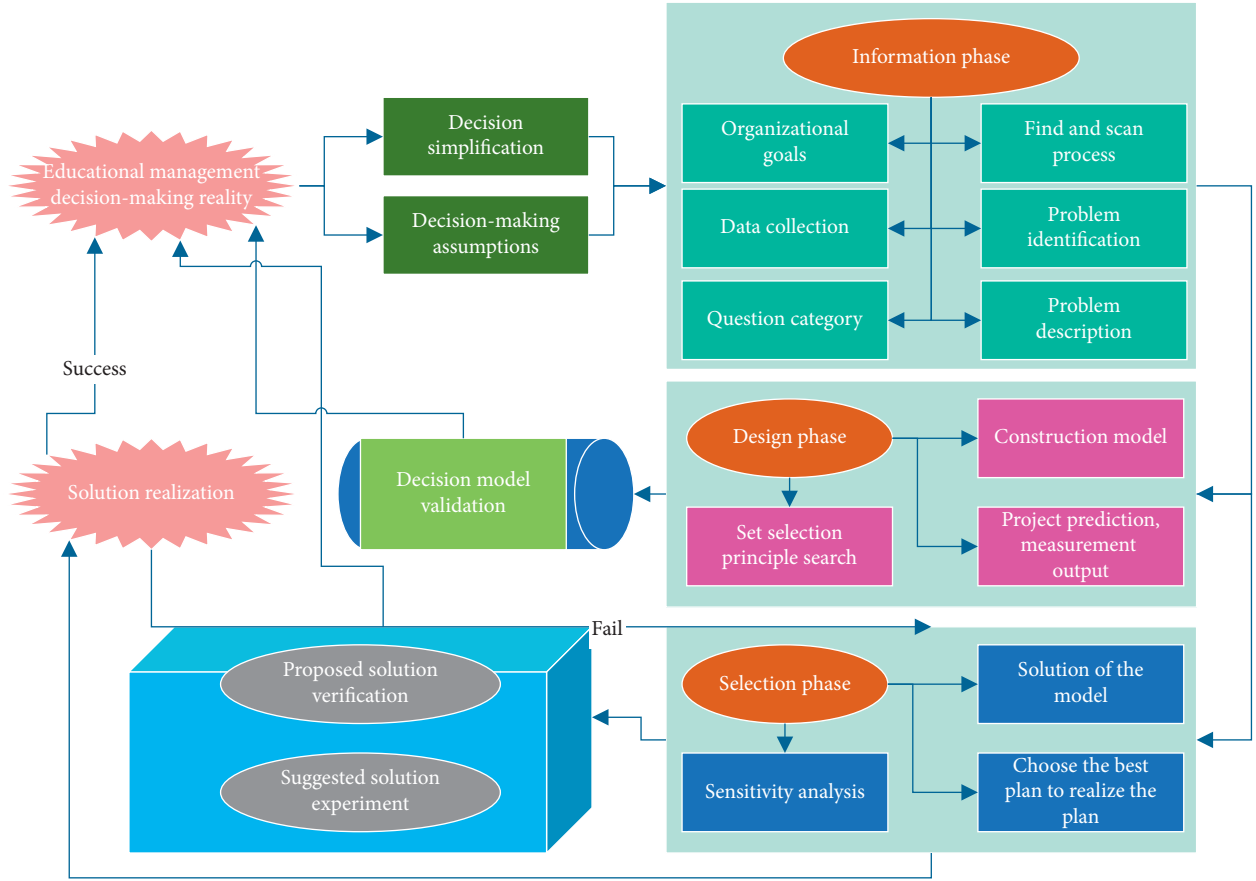 Information phase
Decision
simplification
Organizational
goals
Find and scan
process
Educational management
decision-making reality
Decision-making
assumptions
Data collection
Problem
identification
Question category
Problem
description
Success
Design phase
Construction model
Decision model
validation
Solution realization
Set selection
principle search
Project prediction,
measurement
output
Fail
Proposed solution
verification
Selection phase
Solution of the
model
Suggested solution
experiment
Sensitivity analysis
Choose the best
plan to realize the
plan